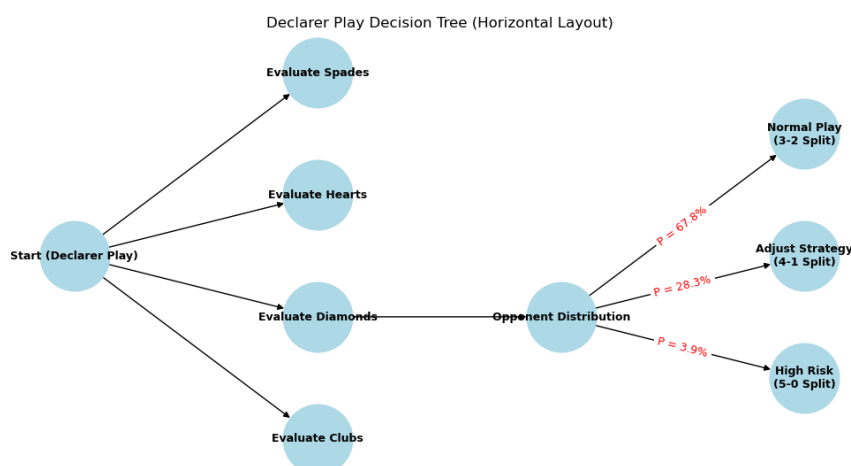 Declarer Play Decision Tree (Horizontal Layout)
Evaluate Spades
Normal Play
(3-2 Split)
Evaluate Hearts
P = 67.8%
Start (Declarer Play)
Adjust Strategy
(4-1 Split)
P = 28.3%
Evaluate Diamonds
Opponent Distribution
P = 3.9%
High Risk
(5-0 Split)
Evaluate Clubs